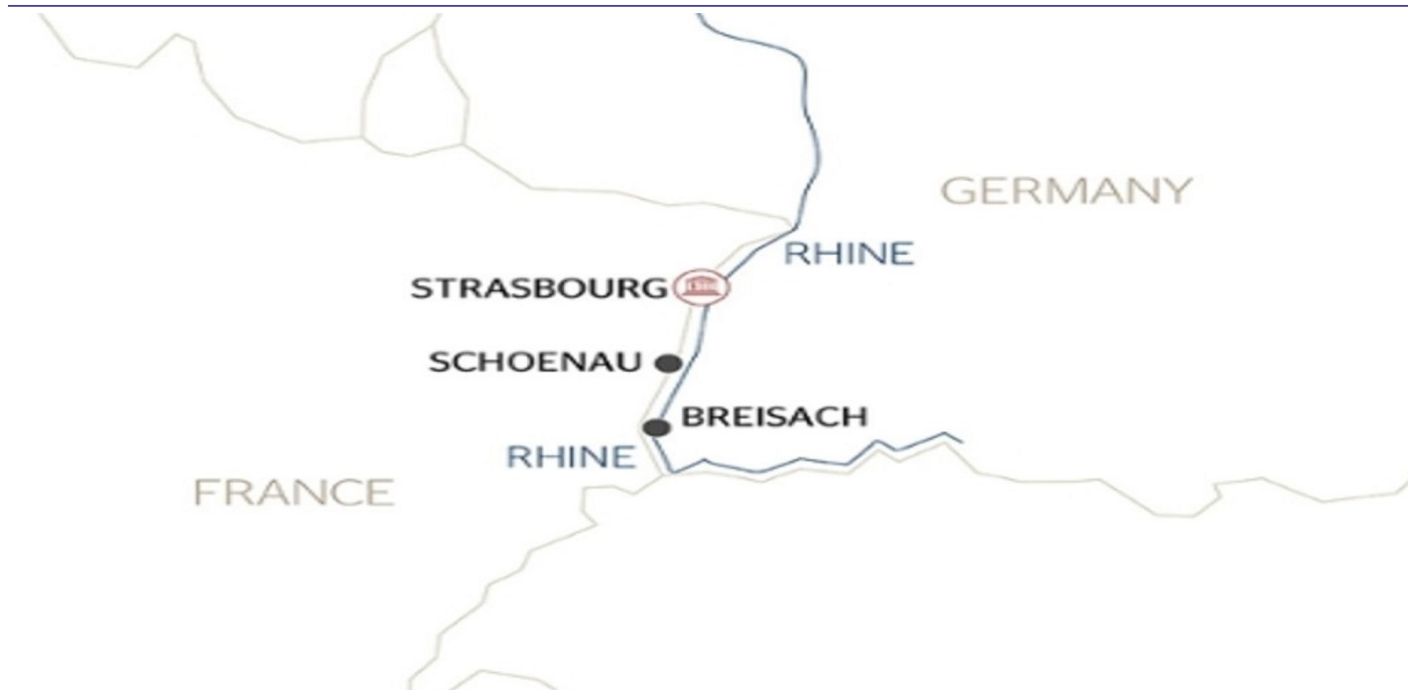 GERMANY
RHINE
STRASBOURG
SCHOENAU
BREISACH
RHINE
FRANCE